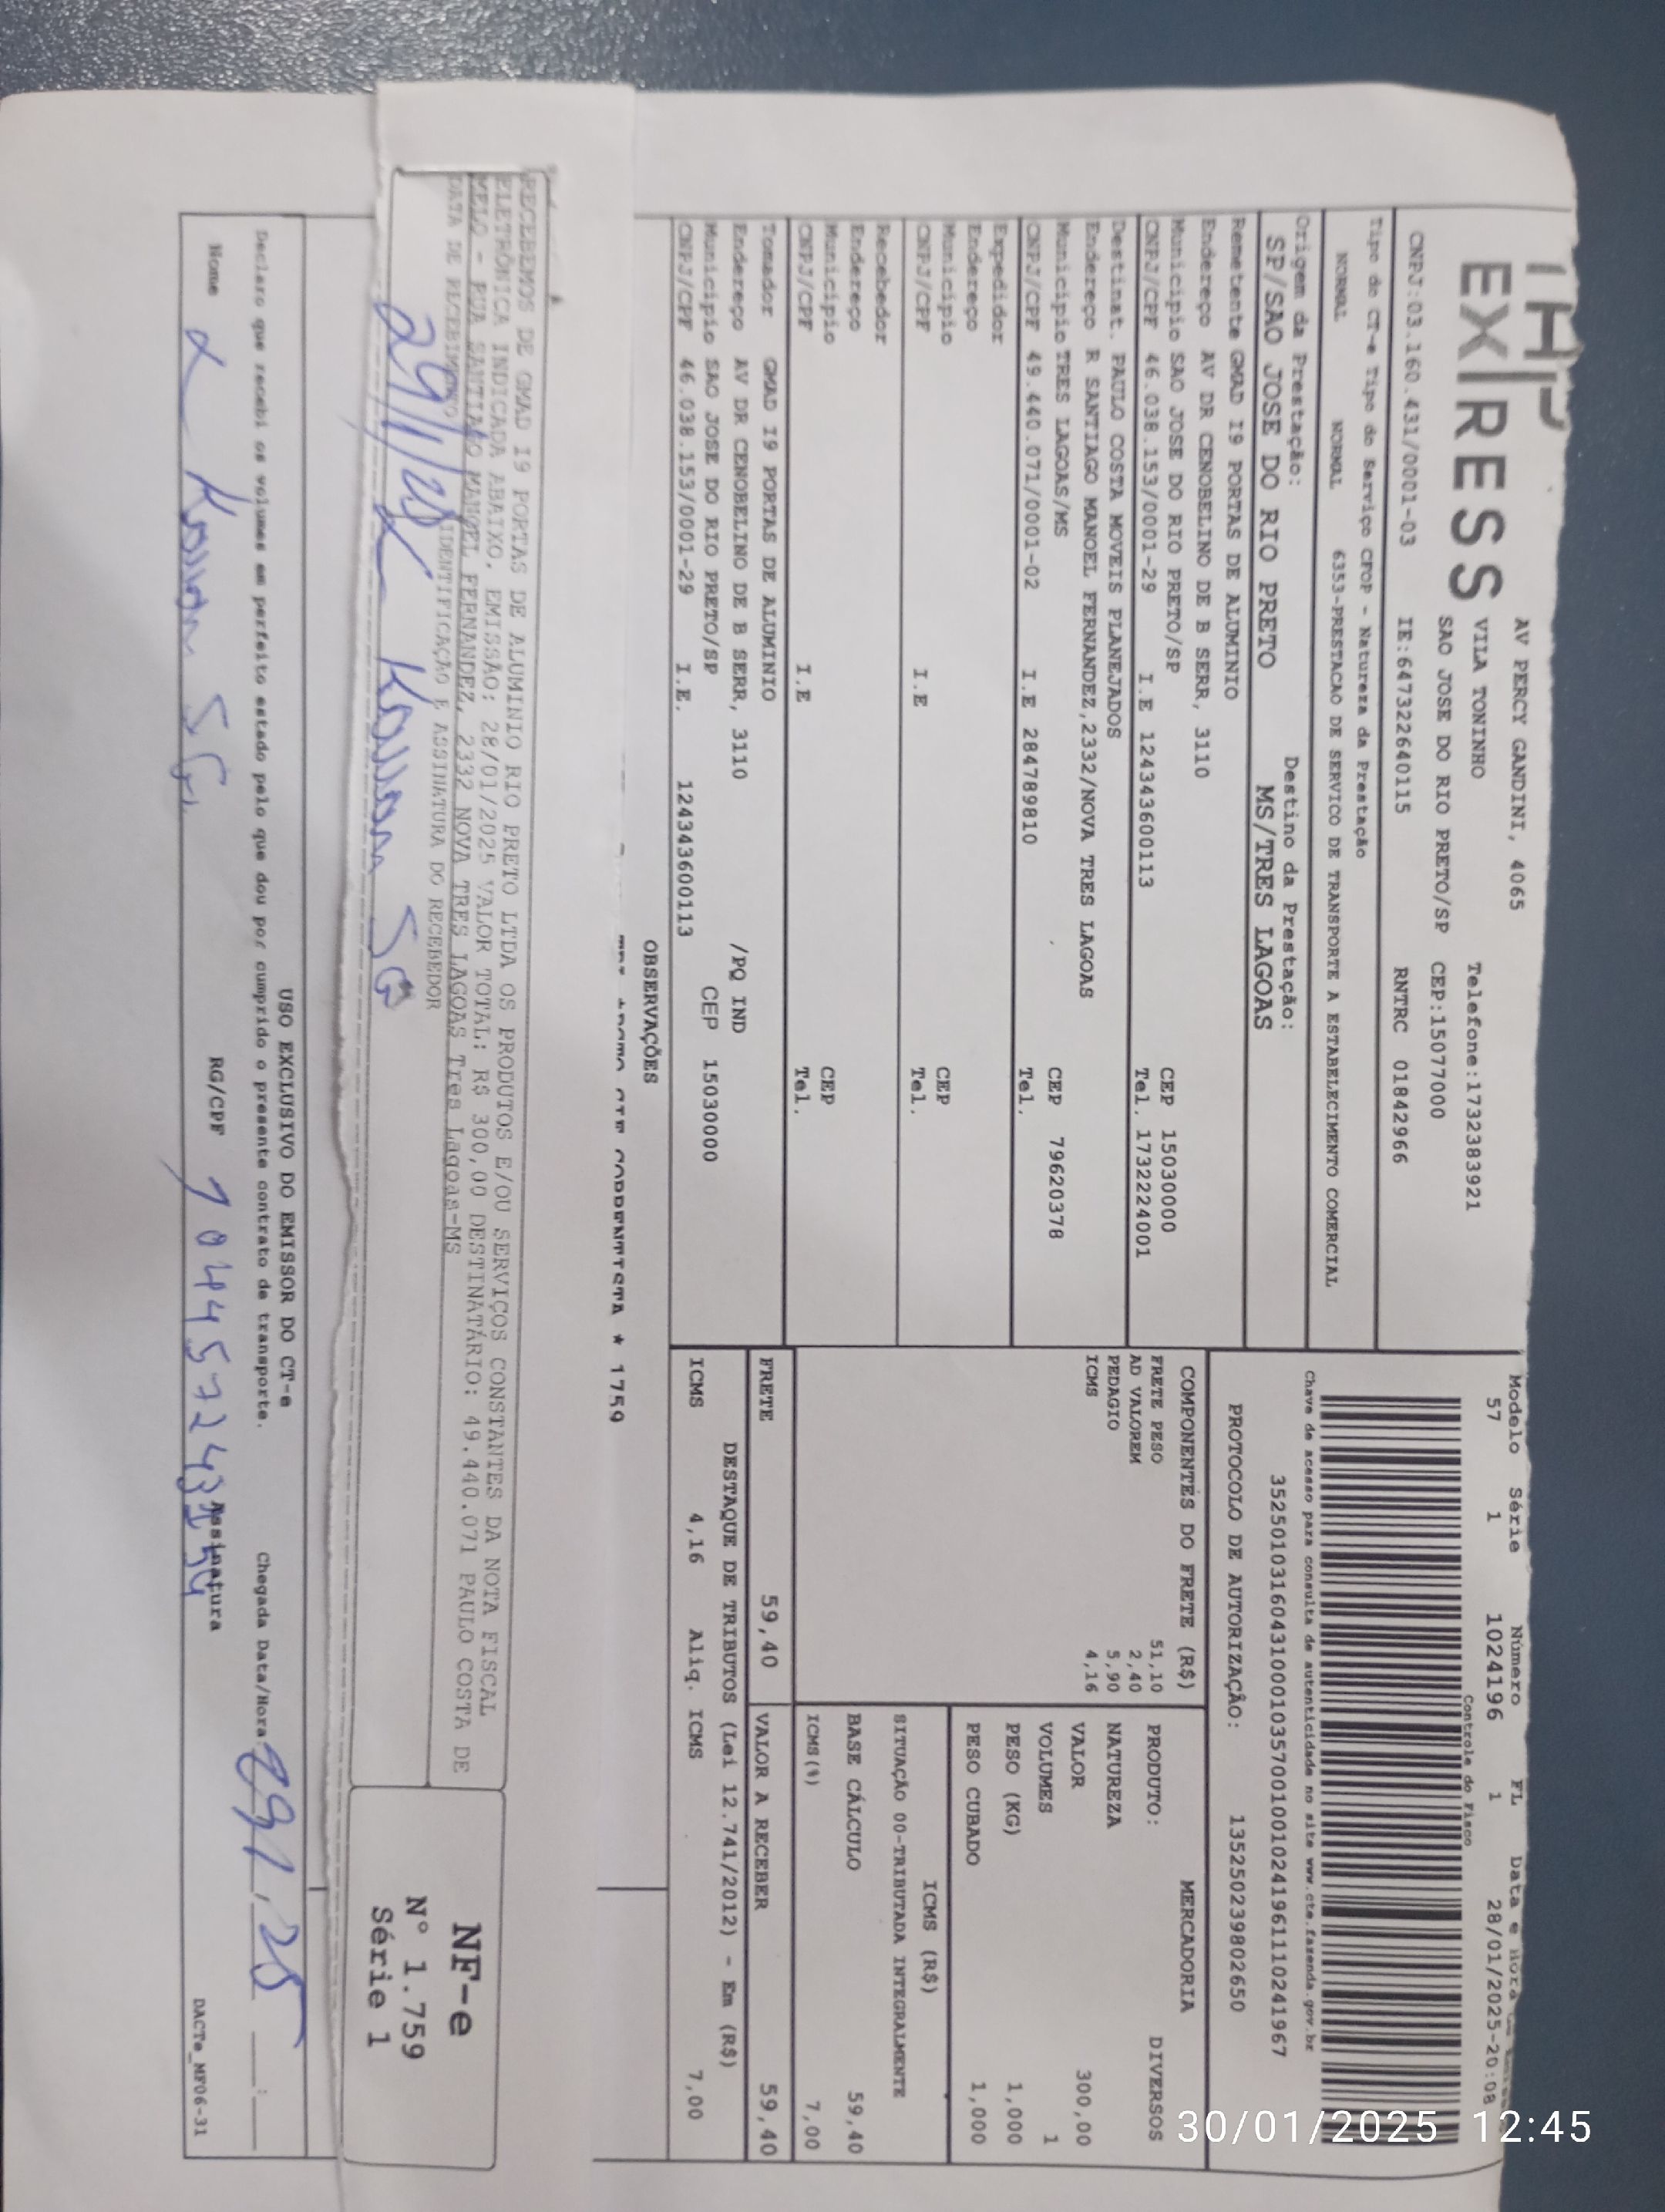 EXPRESS
AV PERCY GANDINI, 4065
VILA TONINHO
Telefone:1732383921
SAO JOSE DO RIO PRETO/SP CEP:15077000
CNPJ:03.160.431/0001-03 IE:647322640115 RNTRC 01842966
Tipo do CT-e Tipo do Serviço CFOP - Natureza da Prestação
NORMAL NORMAL 6353-PRESTACAO DE SERVICO DE TRANSPORTE A ESTABELECIMENTO COMERCIAL
Origem da Prestação: Destino da Prestação:
SP/SAO JOSE DO RIO PRETO MS/TRES LAGOAS
Modelo Série Número FL Data e Hora
57 1 1024196 1 28/01/2025-20:08
Controle do Fisco
Chave de acesso para consulta de autenticidade no site www.cte.fazenda.gov.br
35250103160431000103570010010241961110241967
PROTOCOLO DE AUTORIZAÇÃO: 135250239802650
Remetente GMAD I9 PORTAS DE ALUMINIO
Endereço AV DR CENOBELINO DE B SERR, 3110
Municipio SAO JOSE DO RIO PRETO/SP CEP 15030000
CNPJ/CPF 46.038.153/0001-29 I.E 124343600113 Tel. 1732224001
Destinat. PAULO COSTA MOVEIS PLANEJADOS
Endereço R SANTIAGO MANOEL FERNANDEZ,2332/NOVA TRES LAGOAS
Municipio TRES LAGOAS/MS CEP 79620378
CNPJ/CPF 49.440.071/0001-02 I.E 284789810 Tel.
Expedidor
Endereço
Município CEP
CNPJ/CPF I.E Tel.
Recebedor
Endereço
Município CEP
CNPJ/CPF I.E Tel.
Tomador GMAD I9 PORTAS DE ALUMINIO
Endereço AV DR CENOBELINO DE B SERR, 3110 /PQ IND
Município SAO JOSE DO RIO PRETO/SP CEP 15030000
CNPJ/CPF 46.038.153/0001-29 I.E. 124343600113
COMPONENTES DO FRETE (R$)
FRETE PESO 51,10
AD VALOREM 2,40
PEDAGIO 5,90
ICMS 4,16
MERCADORIA
PRODUTO: DIVERSOS
NATUREZA
VALOR 300,00
VOLUMES 1
PESO (KG) 1,000
PESO CUBADO 1,000
ICMS (R$)
SITUAÇÃO 00-TRIBUTADA INTEGRALMENTE
BASE CÁLCULO 59,40
ICMS(%) 7,00
FRETE 59,40 VALOR A RECEBER 59,40
DESTAQUE DE TRIBUTOS (Lei 12.741/2012) - Em (R$)
ICMS 4,16 Aliq. ICMS 7,00
OBSERVAÇÕES
CORRENTISTA * 1759
RECEBEMOS DE GMAD I9 PORTAS DE ALUMINIO RIO PRETO LTDA OS PRODUTOS E/OU SERVIÇOS CONSTANTES DA NOTA FISCAL
ELETRÔNICA INDICADA ABAIXO. EMISSÃO: 28/01/2025 VALOR TOTAL: R$ 300,00 DESTINATÁRIO: 49.440.071 PAULO COSTA DE
MELO - RUA SANTIAGO MANOEL FERNANDEZ, 2332 NOVA TRES LAGOAS Tres Lagoas-MS
DATA DE RECEBIMENTO IDENTIFICAÇÃO E ASSINATURA DO RECEBEDOR
29/1/25
NF-e
Nº 1.759
Série 1
USO EXCLUSIVO DO EMISSOR DO CT-e
Declaro que recebi os volumes em perfeito estado pelo que dou por cumprido o presente contrato de transporte. Chegada Data/Hora: 29/1/25 __:__
Nome RG/CPF Assinatura
DACTe_MF06-31
30/01/2025 12:45